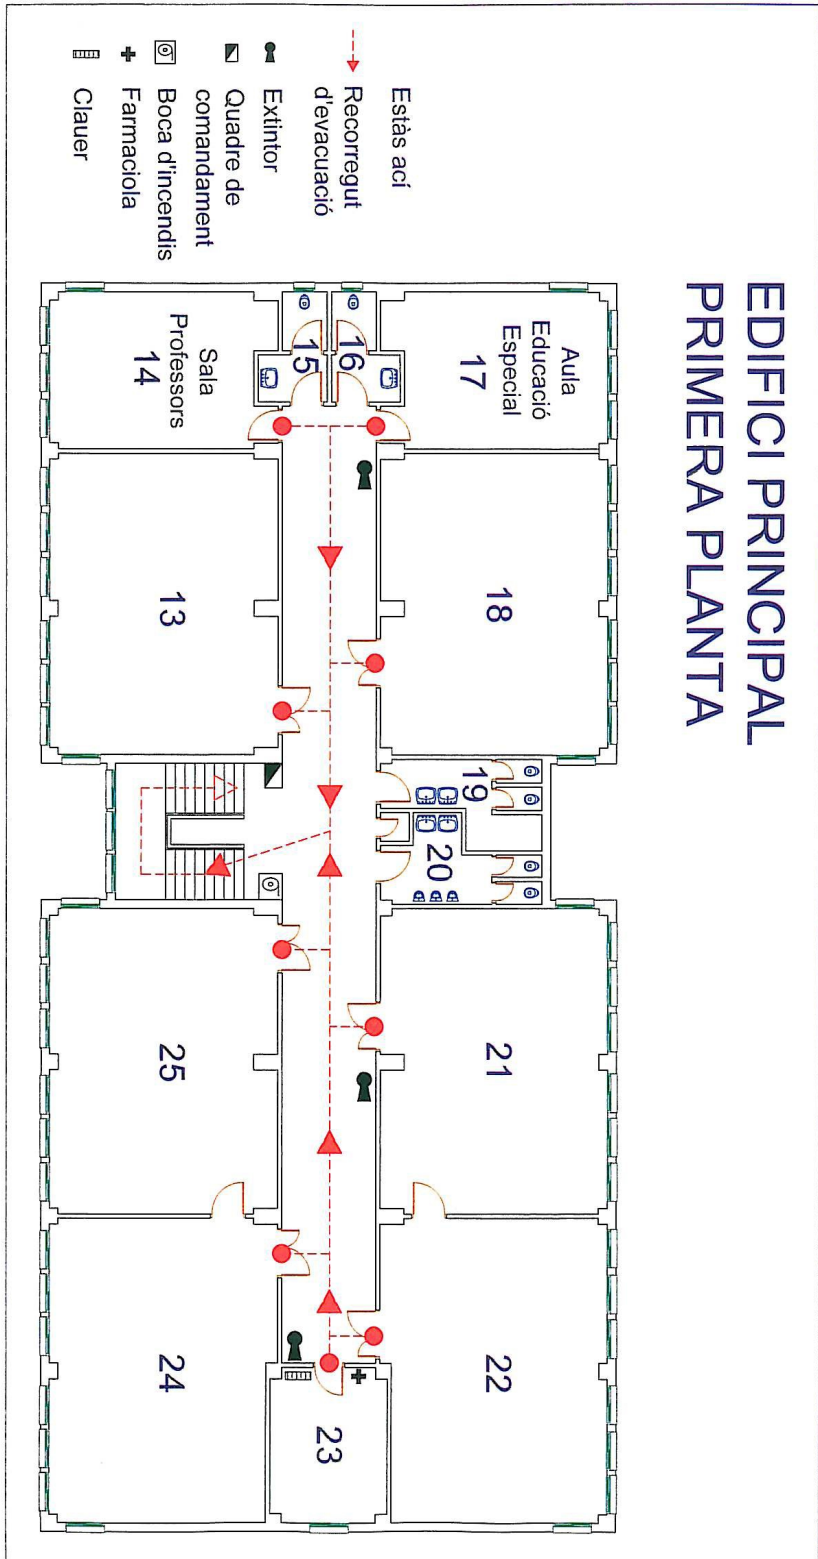 EDIFICI PRINCIPAL
PRIMERA PLANTA
Estàs ací
Recorregut
d'evacuació
Extintor
Quadre de
comandament
Boca d'incendis
Farmaciola
Clauer
Aula
Educació
Especial
17
18
19
20
21
22
16
15
23
Sala
Professors
14
13
25
24